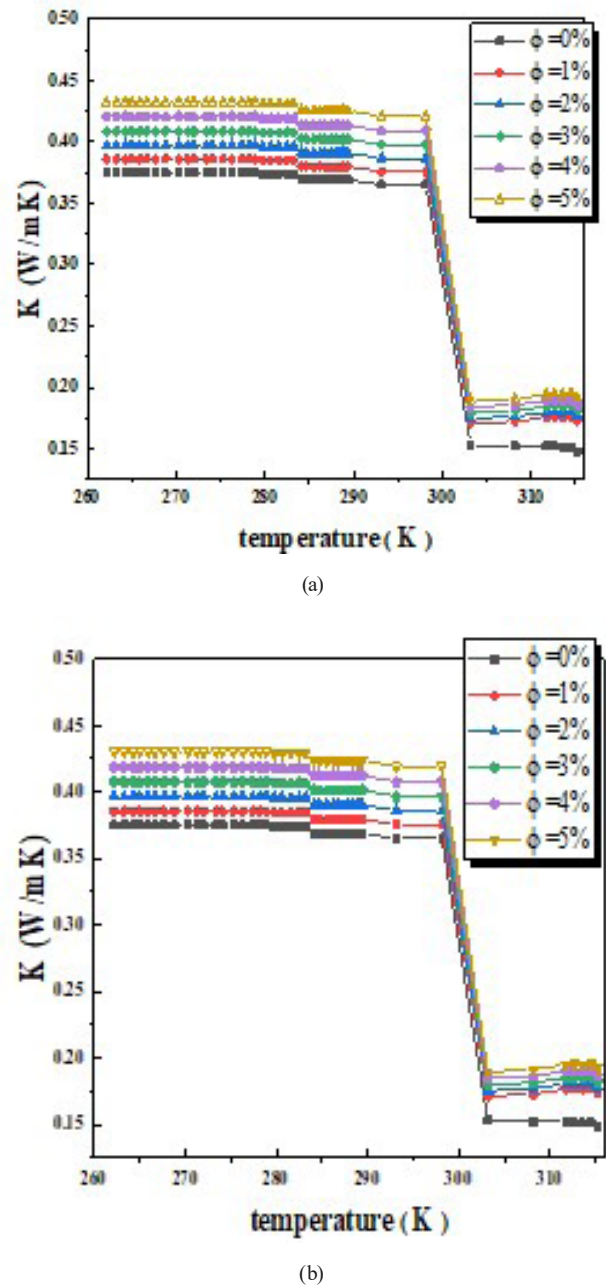 0.50
0.45
0.40
0.35
0.30
0.25
0.20
0.15
K (W/mK)
ϕ =0%
ϕ =1%
ϕ =2%
ϕ =3%
ϕ =4%
ϕ =5%
260 270 280 290 300 310
temperature( K )
(a)
0.50
0.45
0.40
0.35
0.30
0.25
0.20
0.15
K (W/mK)
ϕ =0%
ϕ =1%
ϕ =2%
ϕ =3%
ϕ =4%
ϕ =5%
260 270 280 290 300 310
temperature( K )
(b)